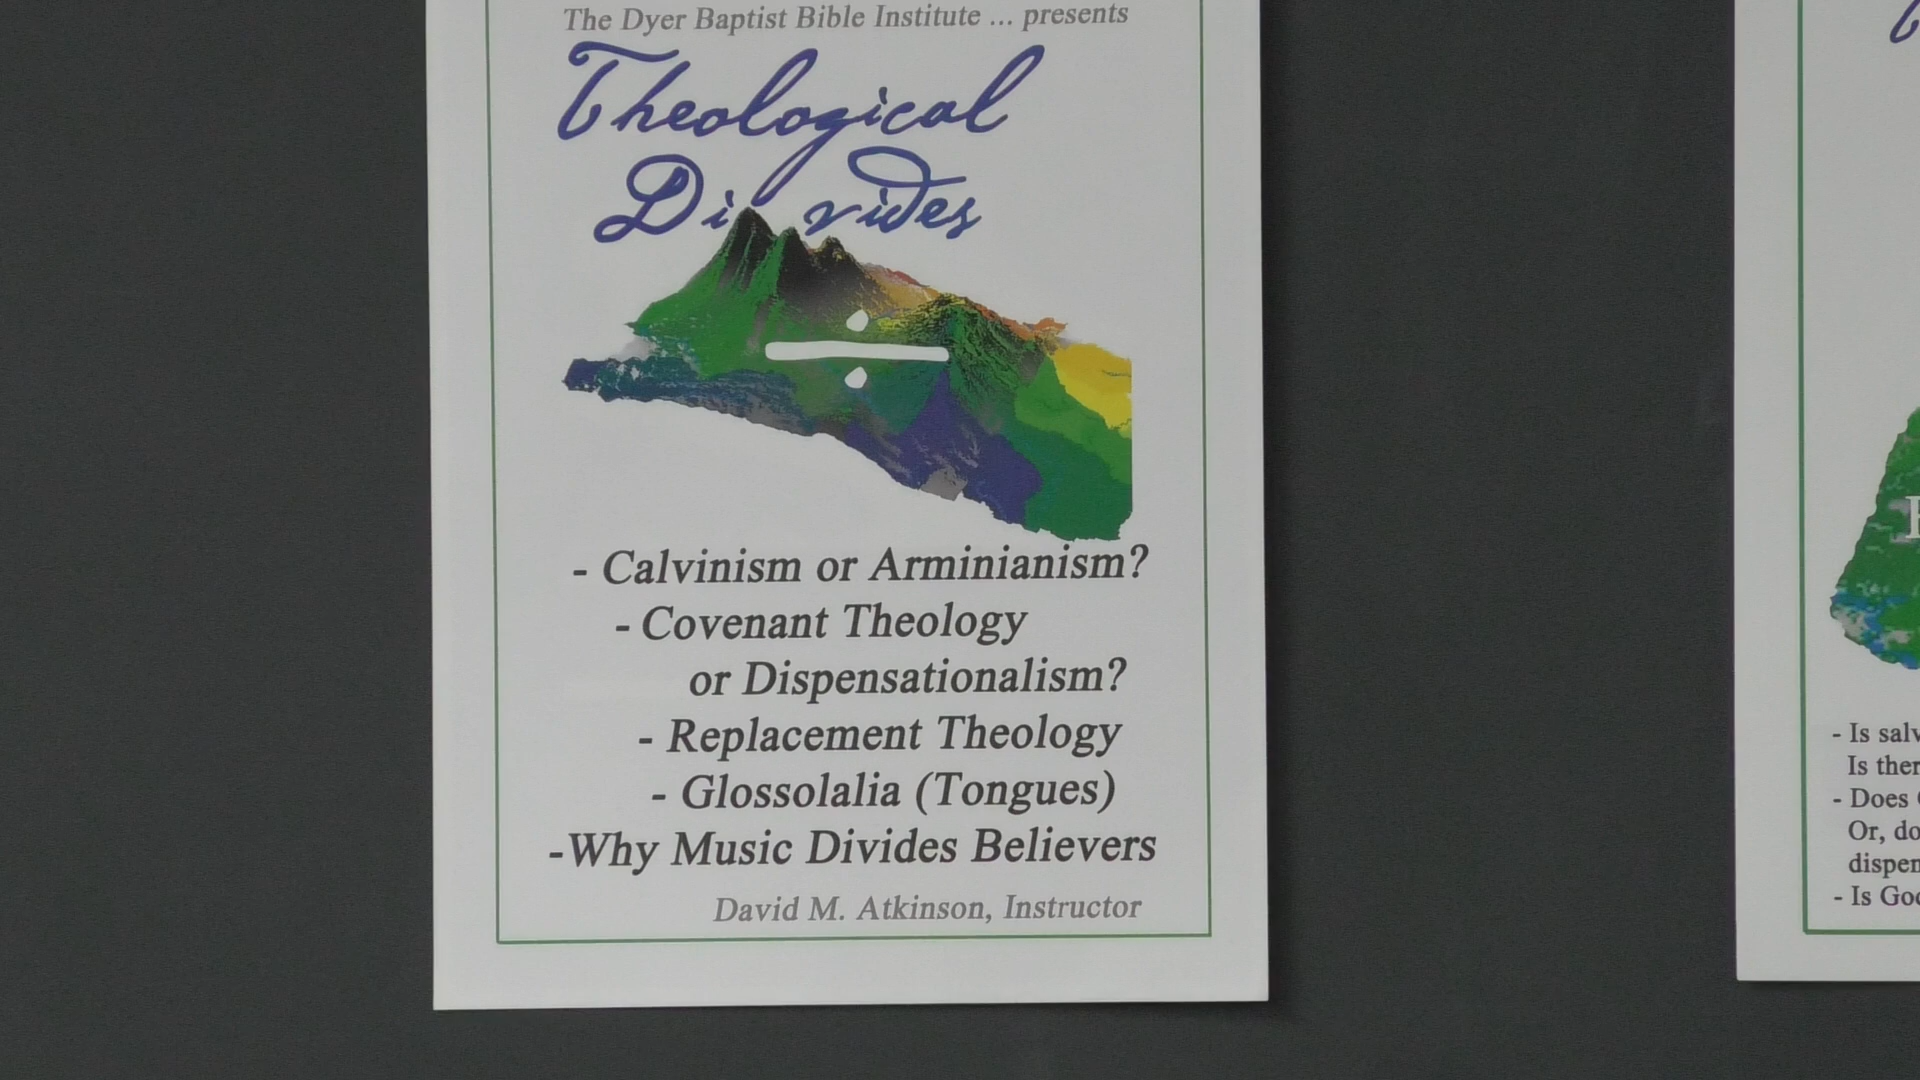 The Dyer Baptist Bible Institute ... presents
Theological
Divides
- Calvinism or Arminianism?
- Covenant Theology
or Dispensationalism?
- Replacement Theology
- Glossolalia (Tongues)
-Why Music Divides Believers
David M. Atkinson, Instructor
- Is
Is
- Does
Or, do
- Is